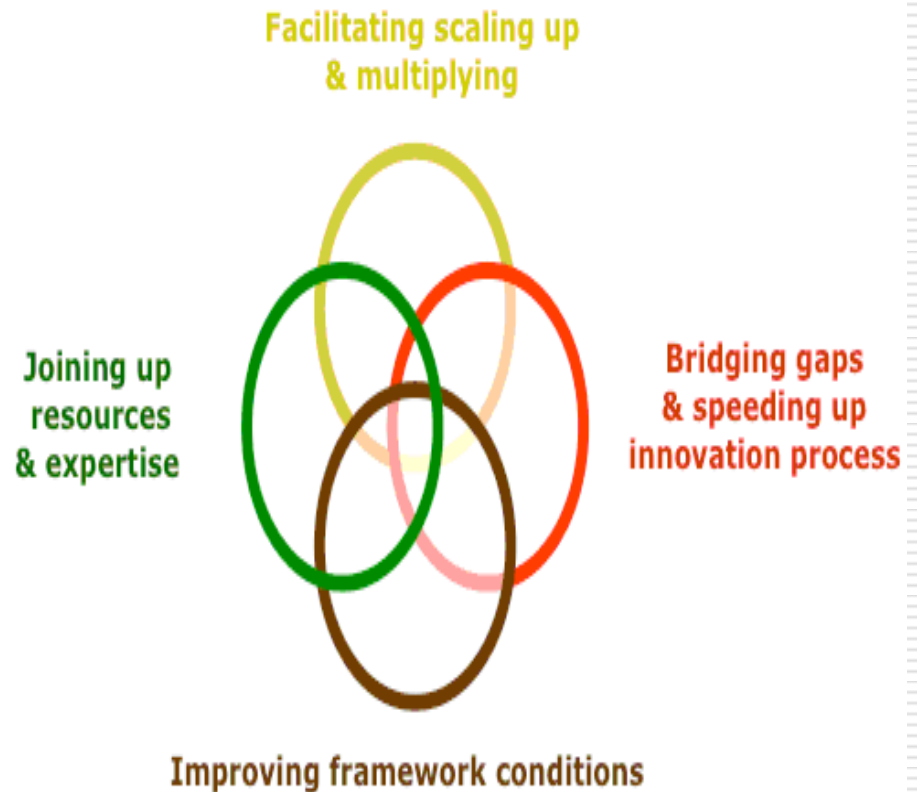 Facilitating scaling up
& multiplying
Joining up
resources
& expertise
Bridging gaps
& speeding up
innovation process
Improving framework conditions